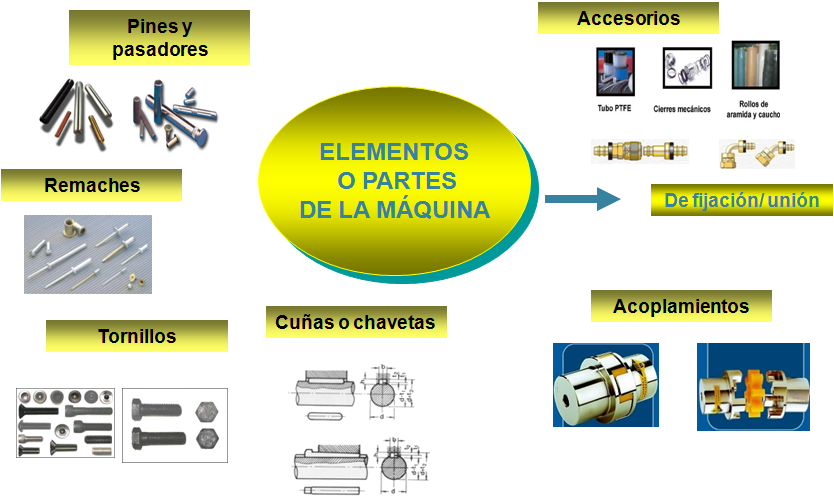 Pines y
pasadores
Accesorios
Tubo PTFE
Cierres mecánicos
Rollos de
aramida y caucho
ELEMENTOS
O PARTES
DE LA MÁQUINA
Remaches
De fijación/ unión
Tornillos
Cuñas o chavetas
Acoplamientos
b
d
b
d